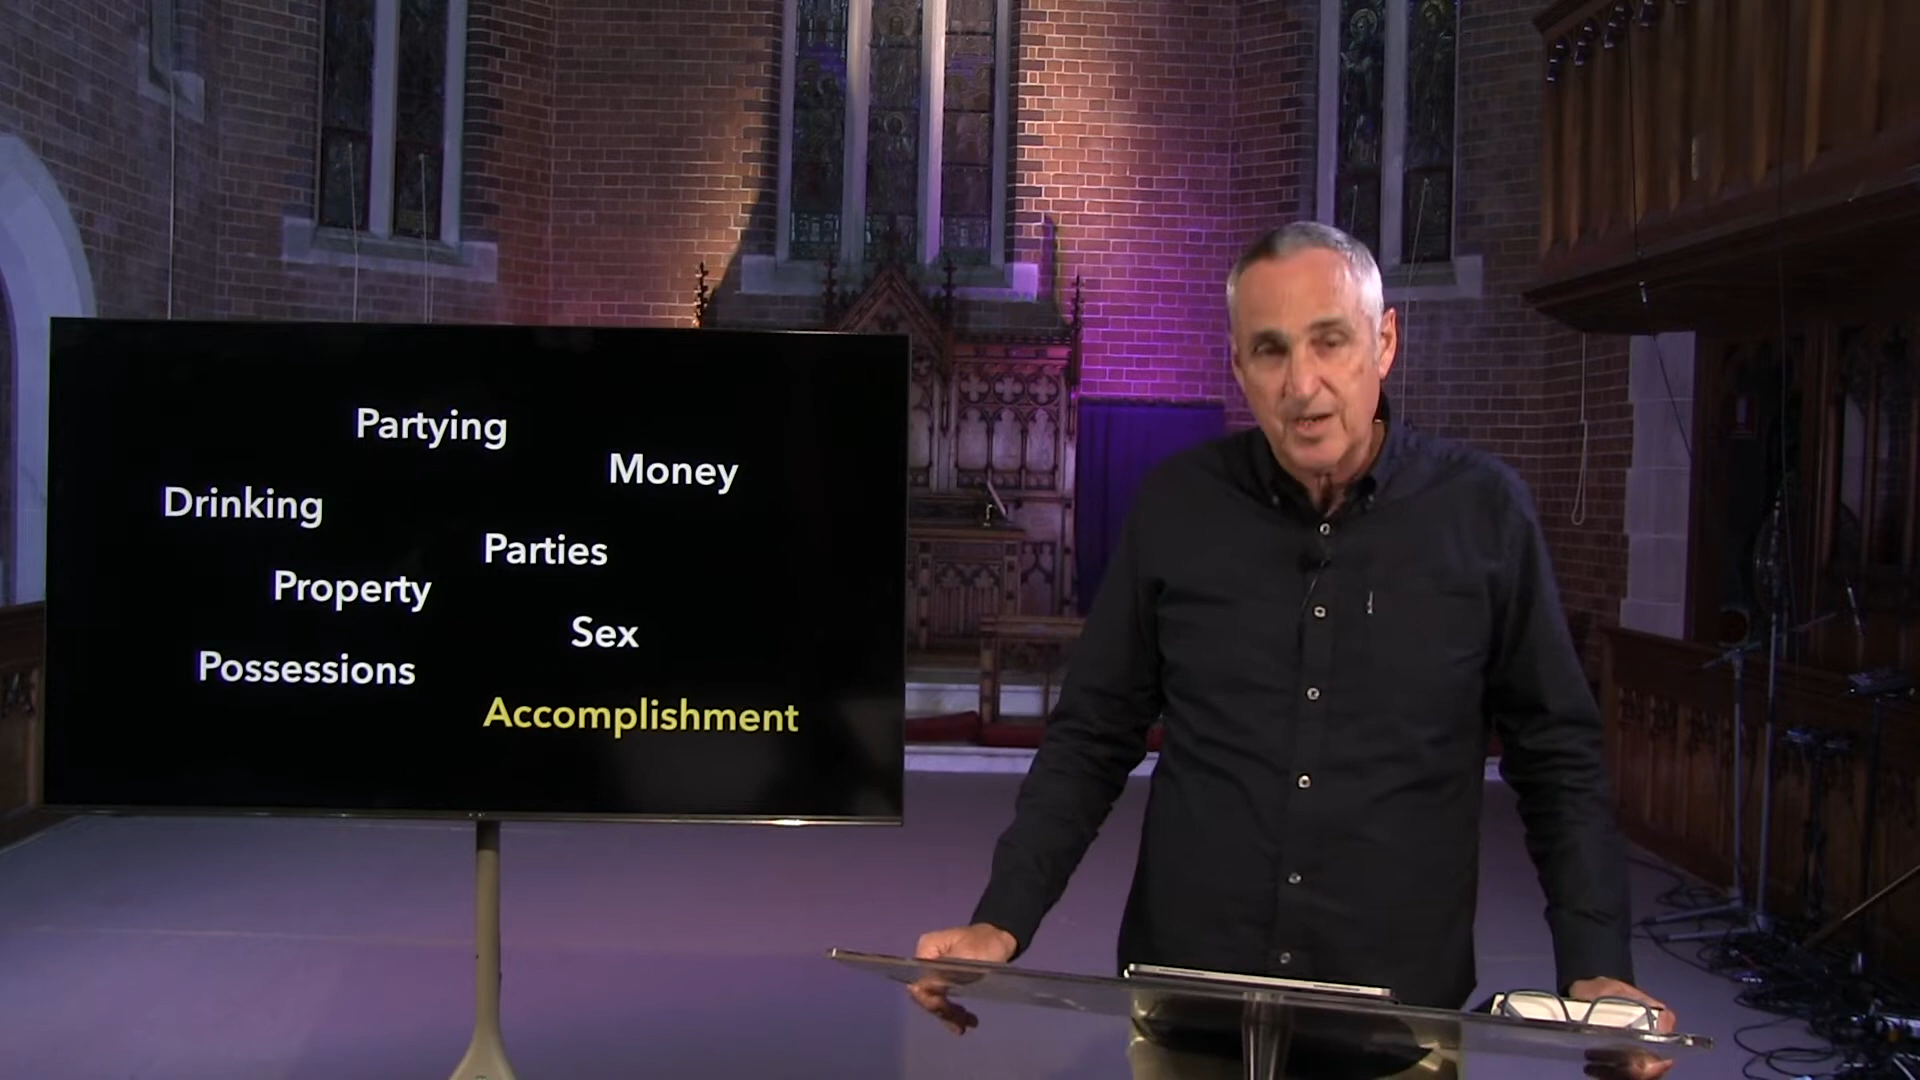 Partying
Money
Drinking
Parties
Property
Sex
Possessions
Accomplishment